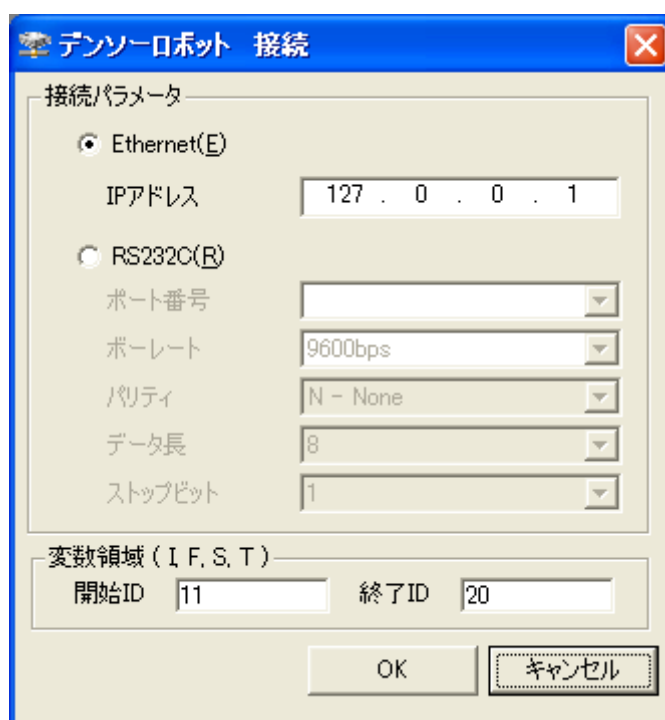 デンソーロボット 接続
接続パラメータ
Ethernet(E)
IPアドレス 127 . 0 . 0 . 1
RS232C(R)
ポート番号
ボーレート 9600bps
パリティ N - None
データ長 8
ストップビット 1
変数領域 ( I, F, S, T )
開始ID 11 終了ID 20
OK キャンセル